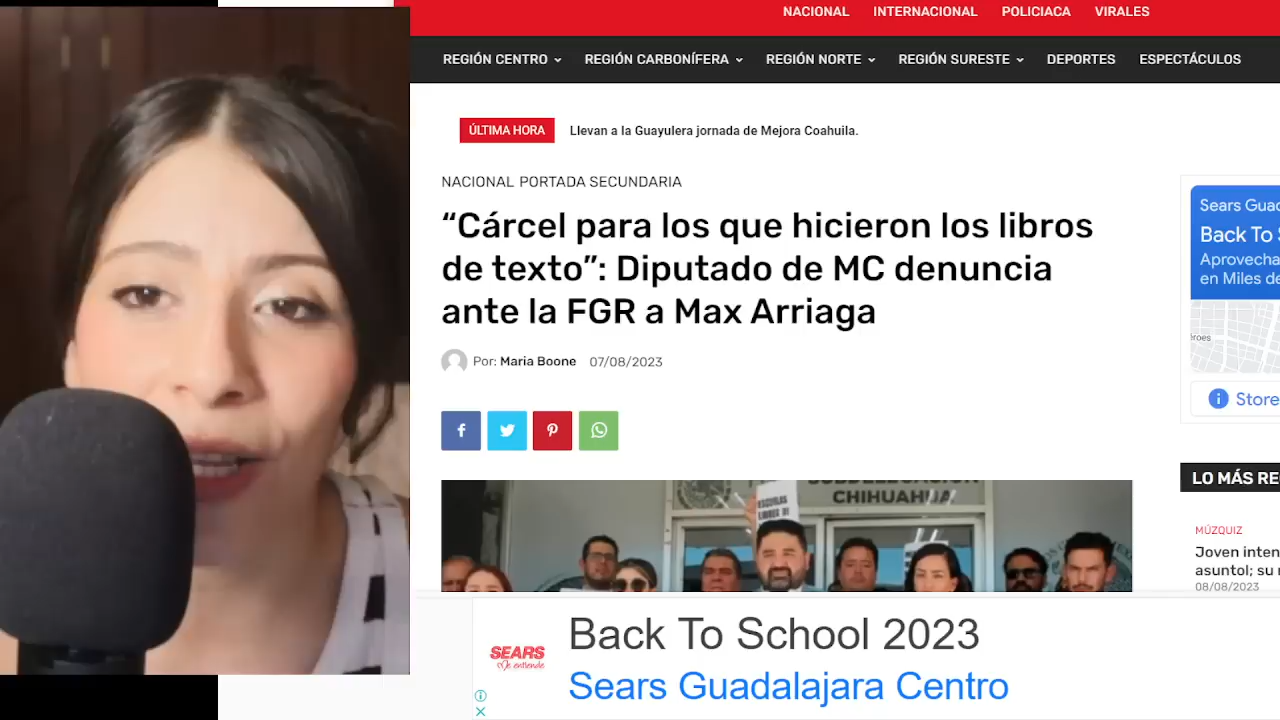 NACIONAL INTERNACIONAL POLICIACA VIRALES
REGIÓN CENTRO REGIÓN CARBONÍFERA REGIÓN NORTE REGIÓN SURESTE DEPORTES ESPECTÁCULOS
ÚLTIMA HORA Llevan a la Guayulera jornada de Mejora Coahuila.
NACIONAL PORTADA SECUNDARIA
“Cárcel para los que hicieron los libros
de texto”: Diputado de MC denuncia
ante la FGR a Max Arriaga
Por: Maria Boone 07/08/2023
CHIHUAHUA
Sears Guad
Back To S
Aprovecha
en Miles de
Store
LO MÁS RE
MÚZQUIZ
Joven inten
asuntol; su
08/08/2023
SEARS
Me entiende
Back To School 2023
Sears Guadalajara Centro